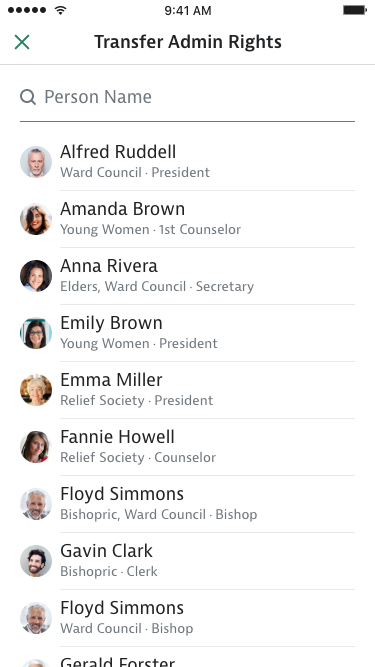 9:41 AM
Transfer Admin Rights
Person Name
Alfred Ruddell
Ward Council · President
Amanda Brown
Young Women · 1st Counselor
Anna Rivera
Elders, Ward Council · Secretary
Emily Brown
Young Women · President
Emma Miller
Relief Society · President
Fannie Howell
Relief Society · Counselor
Floyd Simmons
Bishopric, Ward Council · Bishop
Gavin Clark
Bishopric · Clerk
Floyd Simmons
Ward Council · Bishop
Gerald Forster